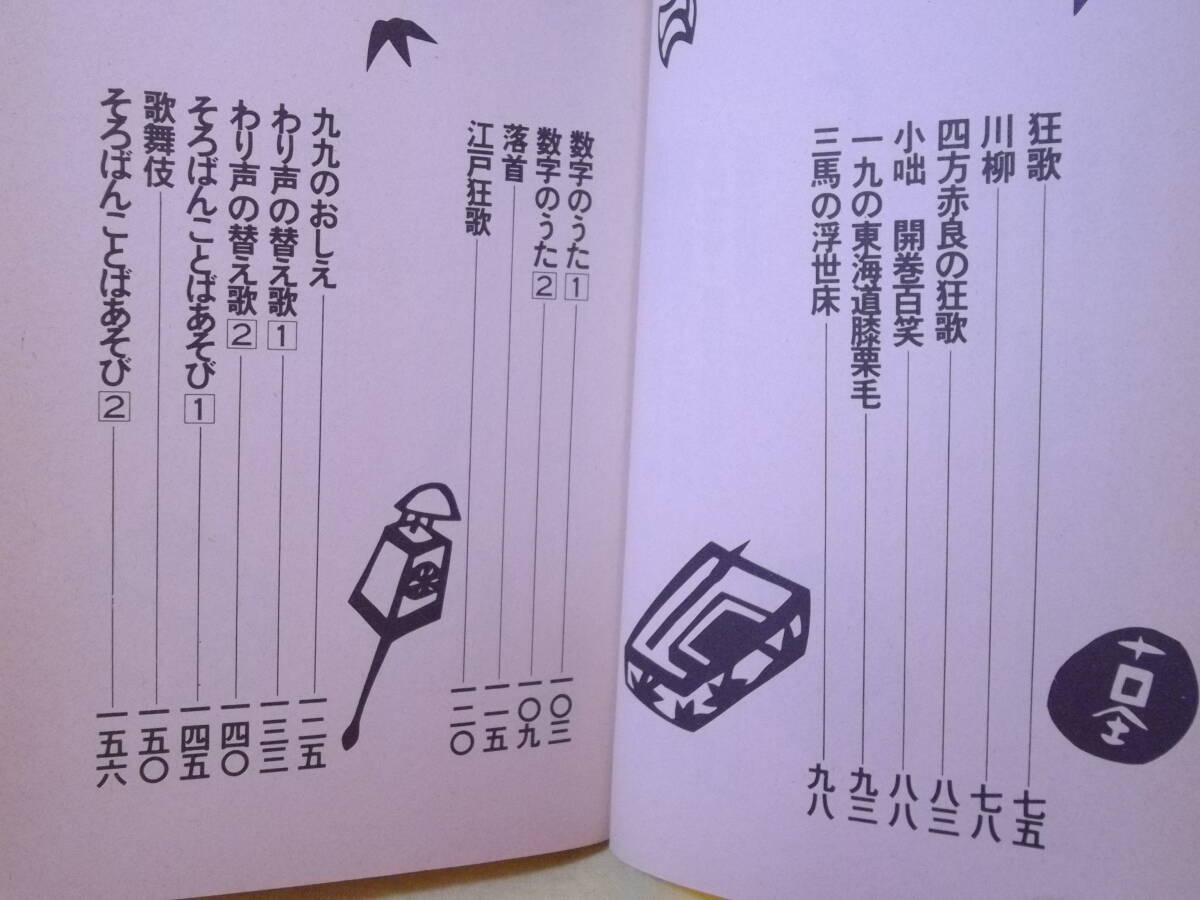 狂歌 七五
川柳 七八
四方赤良の狂歌 八三
小咄 開巻百笑 八八
一九の東海道膝栗毛 九三
三馬の浮世床 九八
数字のうた1 一〇三
数字のうた2 一〇九
落首 一一五
江戸狂歌 一二〇
九九のおしえ 一二五
わり声の替え歌1 一三三
わり声の替え歌2 一四〇
そろばんことばあそび1 一四五
歌舞伎 一五〇
そろばんことばあそび2 一五六